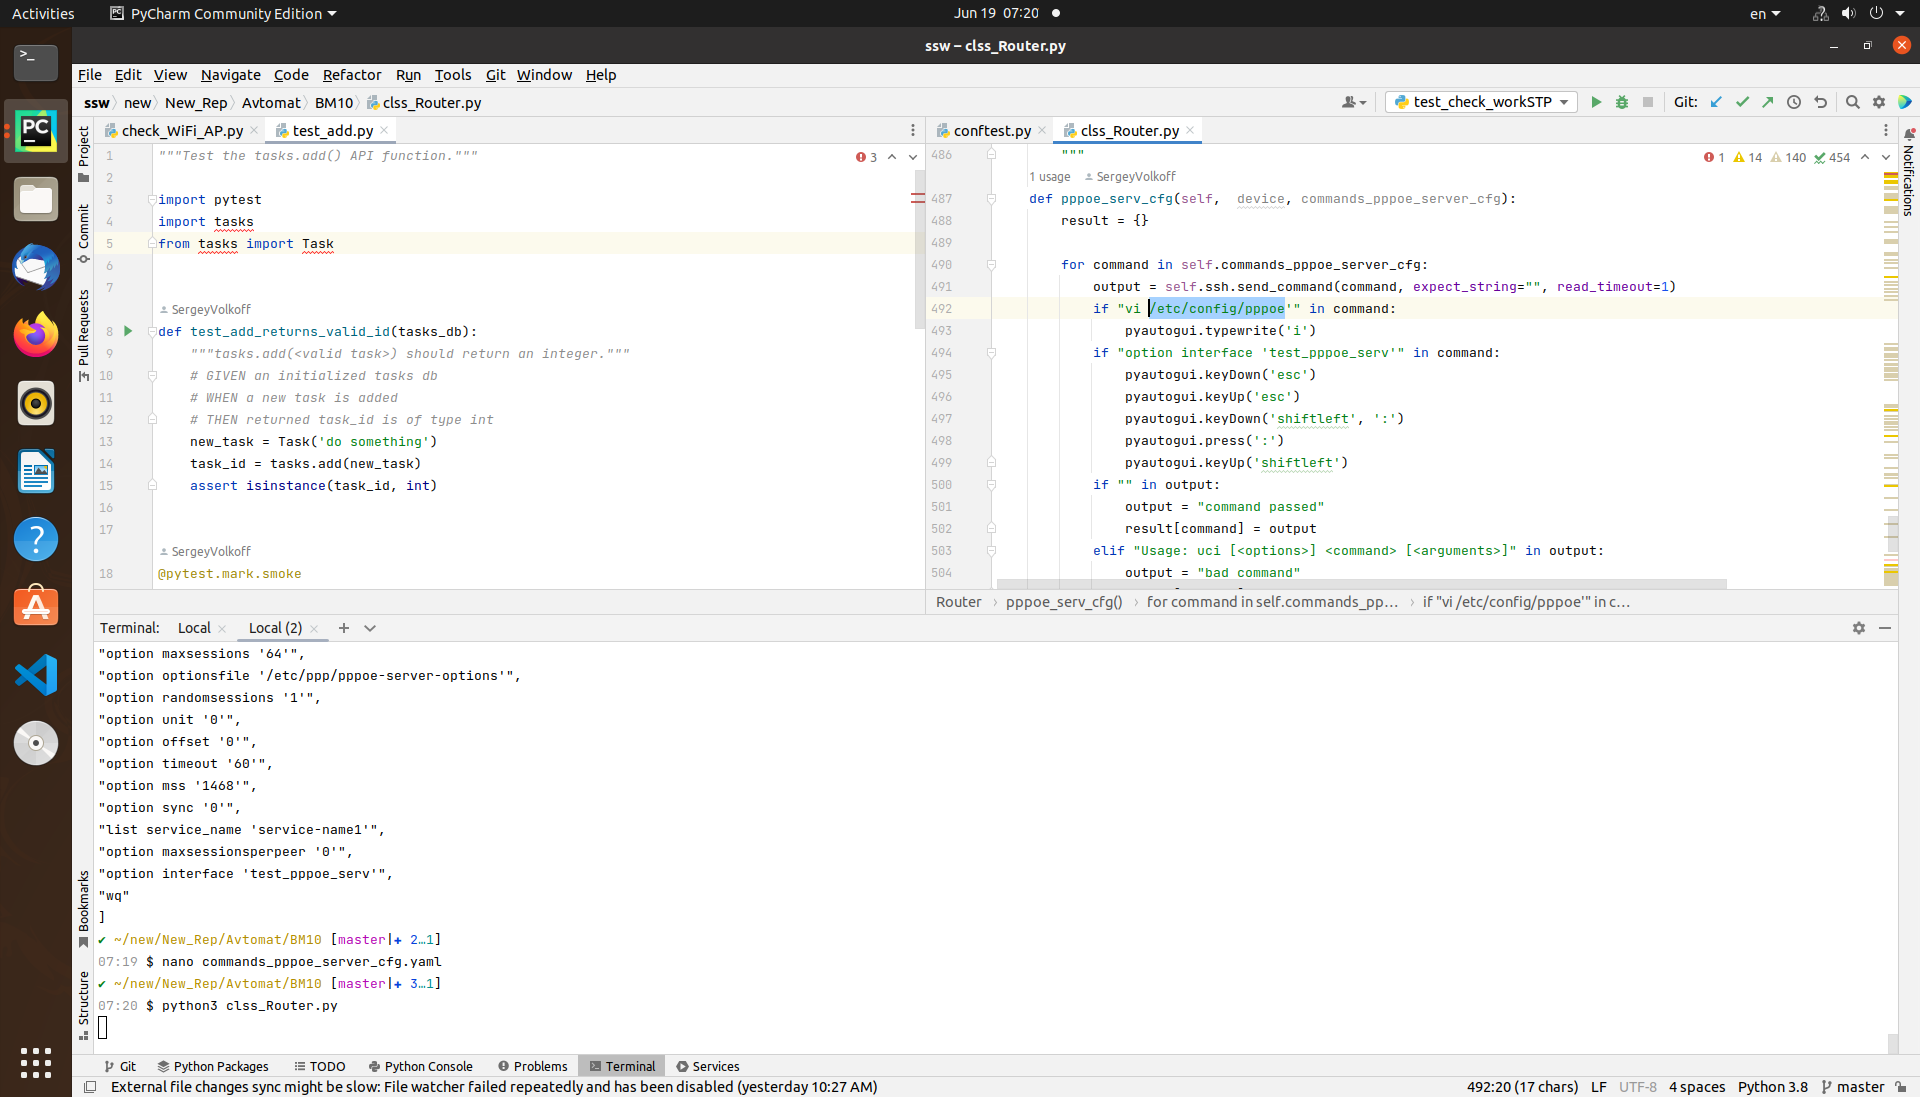 Activities
PyCharm Community Edition
Jun 19 07:20
en
ssw – clss_Router.py
File Edit View Navigate Code Refactor Run Tools Git Window Help
ssw new New_Rep Avtomat BM10 clss_Router.py
test_check_workSTP
Git:
Project
Commit
Pull Requests
Bookmarks
Structure
Notifications
check_WiFi_AP.py
test_add.py
3
1 """Test the tasks.add() API function."""
2
3 import pytest
4 import tasks
5 from tasks import Task
6
7
SergeyVolkoff
8 def test_add_returns_valid_id(tasks_db):
9 """tasks.add(<valid task>) should return an integer."""
10 # GIVEN an initialized tasks db
11 # WHEN a new task is added
12 # THEN returned task_id is of type int
13 new_task = Task('do something')
14 task_id = tasks.add(new_task)
15 assert isinstance(task_id, int)
16
17
SergeyVolkoff
18 @pytest.mark.smoke
conftest.py
clss_Router.py
1 14 140 454
486 """
1 usage SergeyVolkoff
487 def pppoe_serv_cfg(self, device, commands_pppoe_server_cfg):
488 result = {}
489
490 for command in self.commands_pppoe_server_cfg:
491 output = self.ssh.send_command(command, expect_string="", read_timeout=1)
492 if "vi /etc/config/pppoe'" in command:
493 pyautogui.typewrite('i')
494 if "option interface 'test_pppoe_serv'" in command:
495 pyautogui.keyDown('esc')
496 pyautogui.keyUp('esc')
497 pyautogui.keyDown('shiftleft', ':')
498 pyautogui.press(':')
499 pyautogui.keyUp('shiftleft')
500 if "" in output:
501 output = "command passed"
502 result[command] = output
503 elif "Usage: uci [<options>] <command> [<arguments>]" in output:
504 output = "bad command"
Router pppoe_serv_cfg() for command in self.commands_pp… if "vi /etc/config/pppoe'" in c…
Terminal: Local Local (2)
"option maxsessions '64'",
"option optionsfile '/etc/ppp/pppoe-server-options'",
"option randomsessions '1'",
"option unit '0'",
"option offset '0'",
"option timeout '60'",
"option mss '1468'",
"option sync '0'",
"list service_name 'service-name1'",
"option maxsessionsperpeer '0'",
"option interface 'test_pppoe_serv'",
"wq"
]
✔ ~/new/New_Rep/Avtomat/BM10 [master|✚ 2…1]
07:19 $ nano commands_pppoe_server_cfg.yaml
✔ ~/new/New_Rep/Avtomat/BM10 [master|✚ 3…1]
07:20 $ python3 clss_Router.py
Git Python Packages TODO Python Console Problems Terminal Services
External file changes sync might be slow: File watcher failed repeatedly and has been disabled (yesterday 10:27 AM)
492:20 (17 chars) LF UTF-8 4 spaces Python 3.8 master